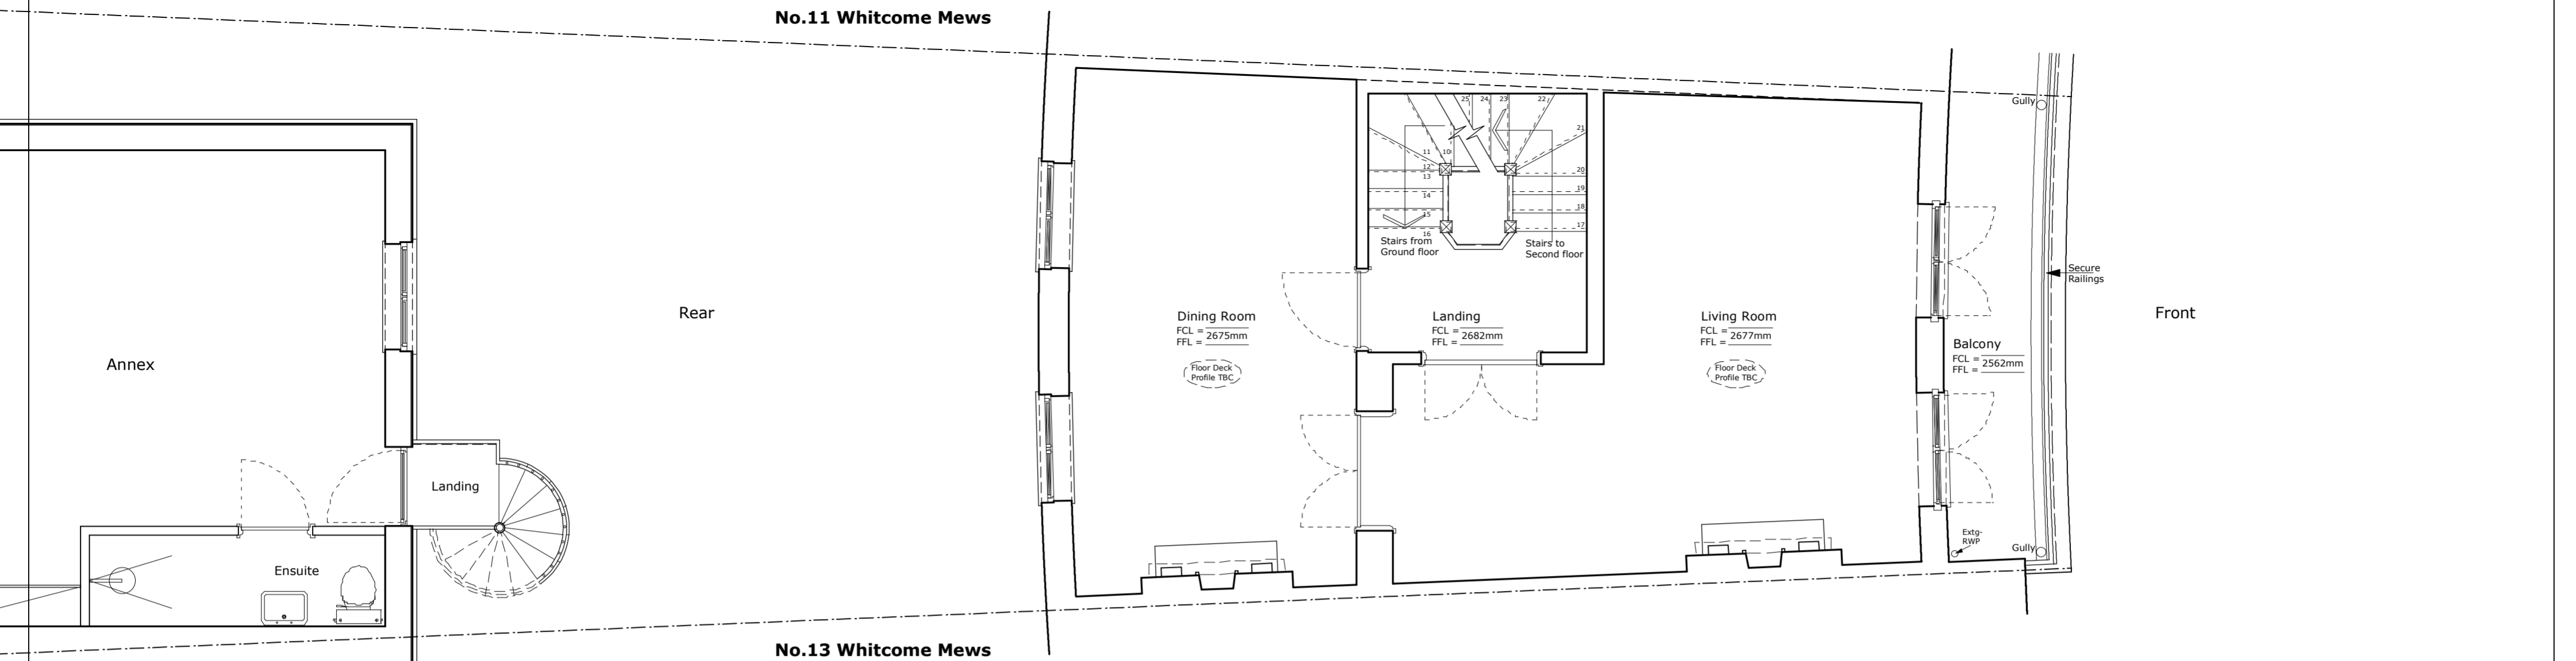 No.11 Whitcome Mews
Gully
25 24 23 22
21
11 10
12
13
14
15
16
20
19
18
17
Stairs from
Ground floor
Stairs to
Second floor
Secure
Railings
Rear
Front
Annex
Dining Room
FCL =
2675mm
FFL =
Floor Deck
Profile TBC
Landing
FCL =
2682mm
FFL =
Living Room
FCL =
2677mm
FFL =
Floor Deck
Profile TBC
Balcony
FCL =
2562mm
FFL =
Landing
Ensuite
Extg-
RWP
Gully
No.13 Whitcome Mews